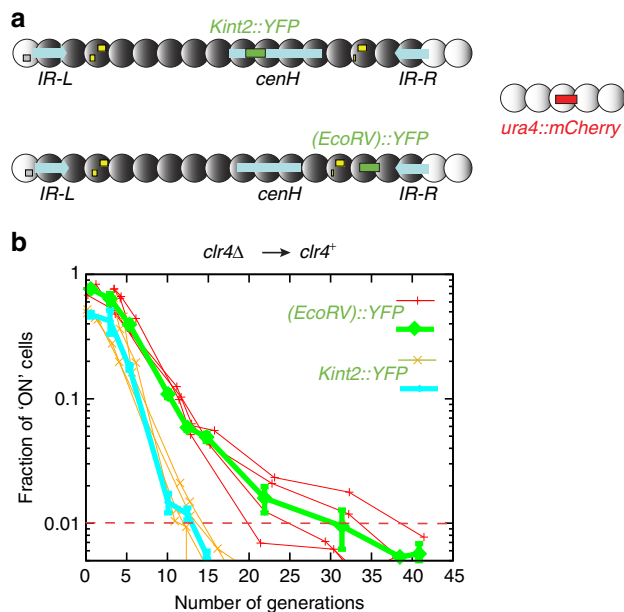 a
Kint2::YFP
IR-L
cenH
IR-R
ura4::mCherry
(EcoRV)::YFP
IR-L
cenH
IR-R
b
clr4Δ → clr4+
1
0.1
0.01
Fraction of 'ON' cells
(EcoRV)::YFP
Kint2::YFP
0 5 10 15 20 25 30 35 40 45
Number of generations